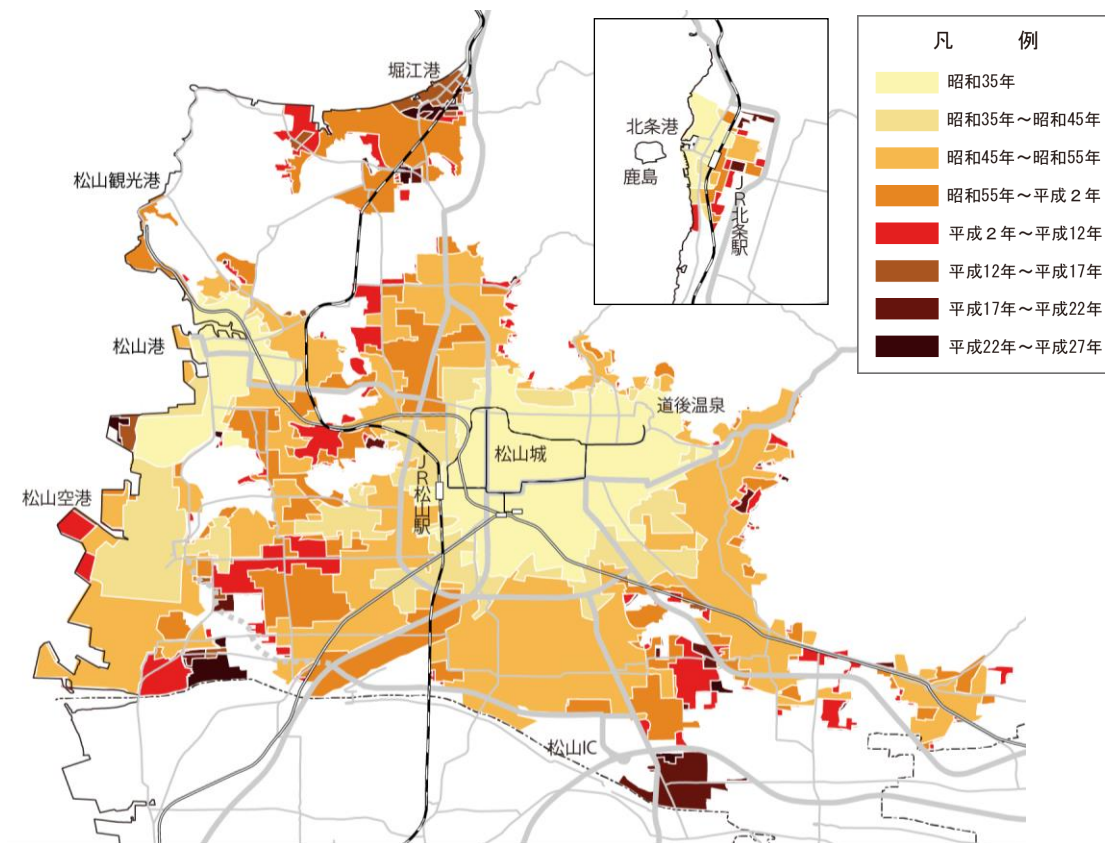 堀江港
松山観光港
松山港
松山空港
道後温泉
松山城
JR松山駅
松山IC
北条港
鹿島
JR北条駅
凡 例
昭和35年
昭和35年～昭和45年
昭和45年～昭和55年
昭和55年～平成２年
平成２年～平成12年
平成12年～平成17年
平成17年～平成22年
平成22年～平成27年